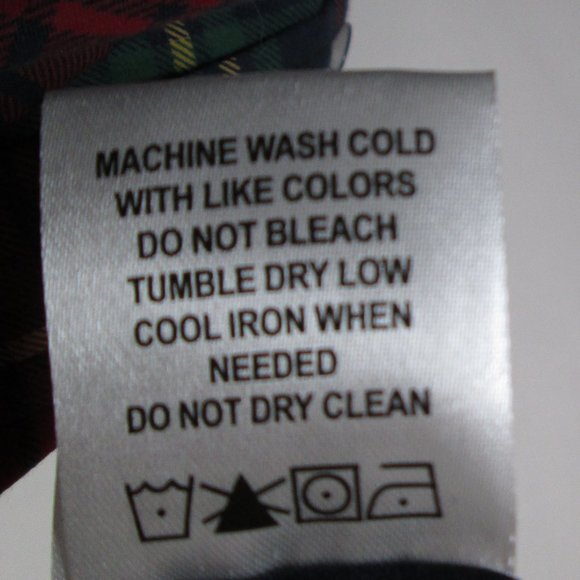 MACHINE WASH COLD
WITH LIKE COLORS
DO NOT BLEACH
TUMBLE DRY LOW
COOL IRON WHEN
NEEDED
DO NOT DRY CLEAN